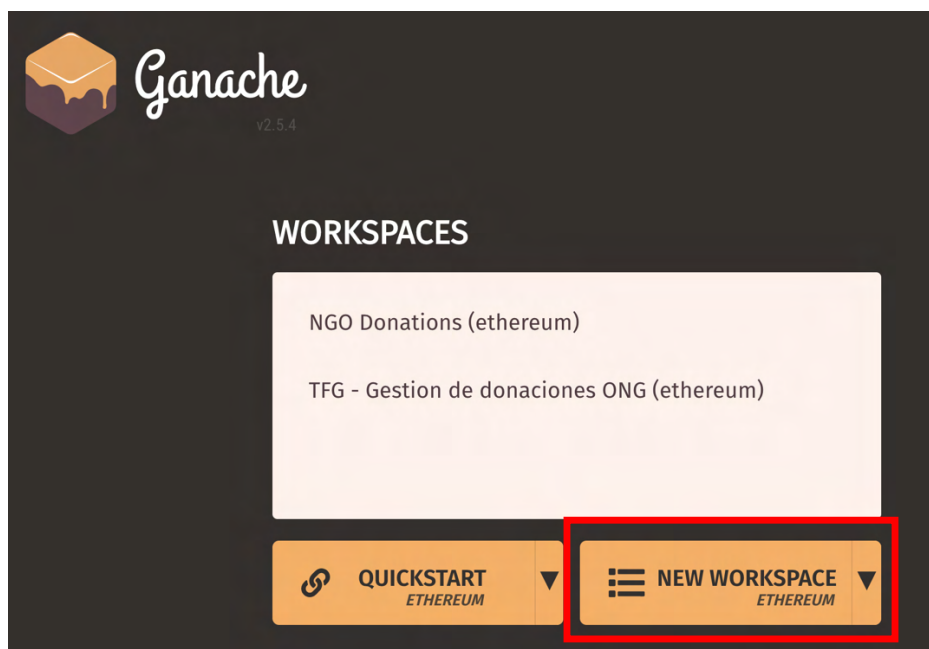 Ganache
v2.5.4
WORKSPACES
NGO Donations (ethereum)
TFG - Gestion de donaciones ONG (ethereum)
QUICKSTART
ETHEREUM
NEW WORKSPACE
ETHEREUM